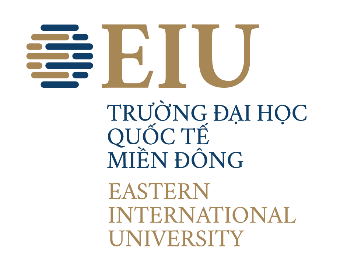 EIU
TRƯỜNG ĐẠI HỌC
QUỐC TẾ
MIỀN ĐÔNG
EASTERN
INTERNATIONAL
UNIVERSITY